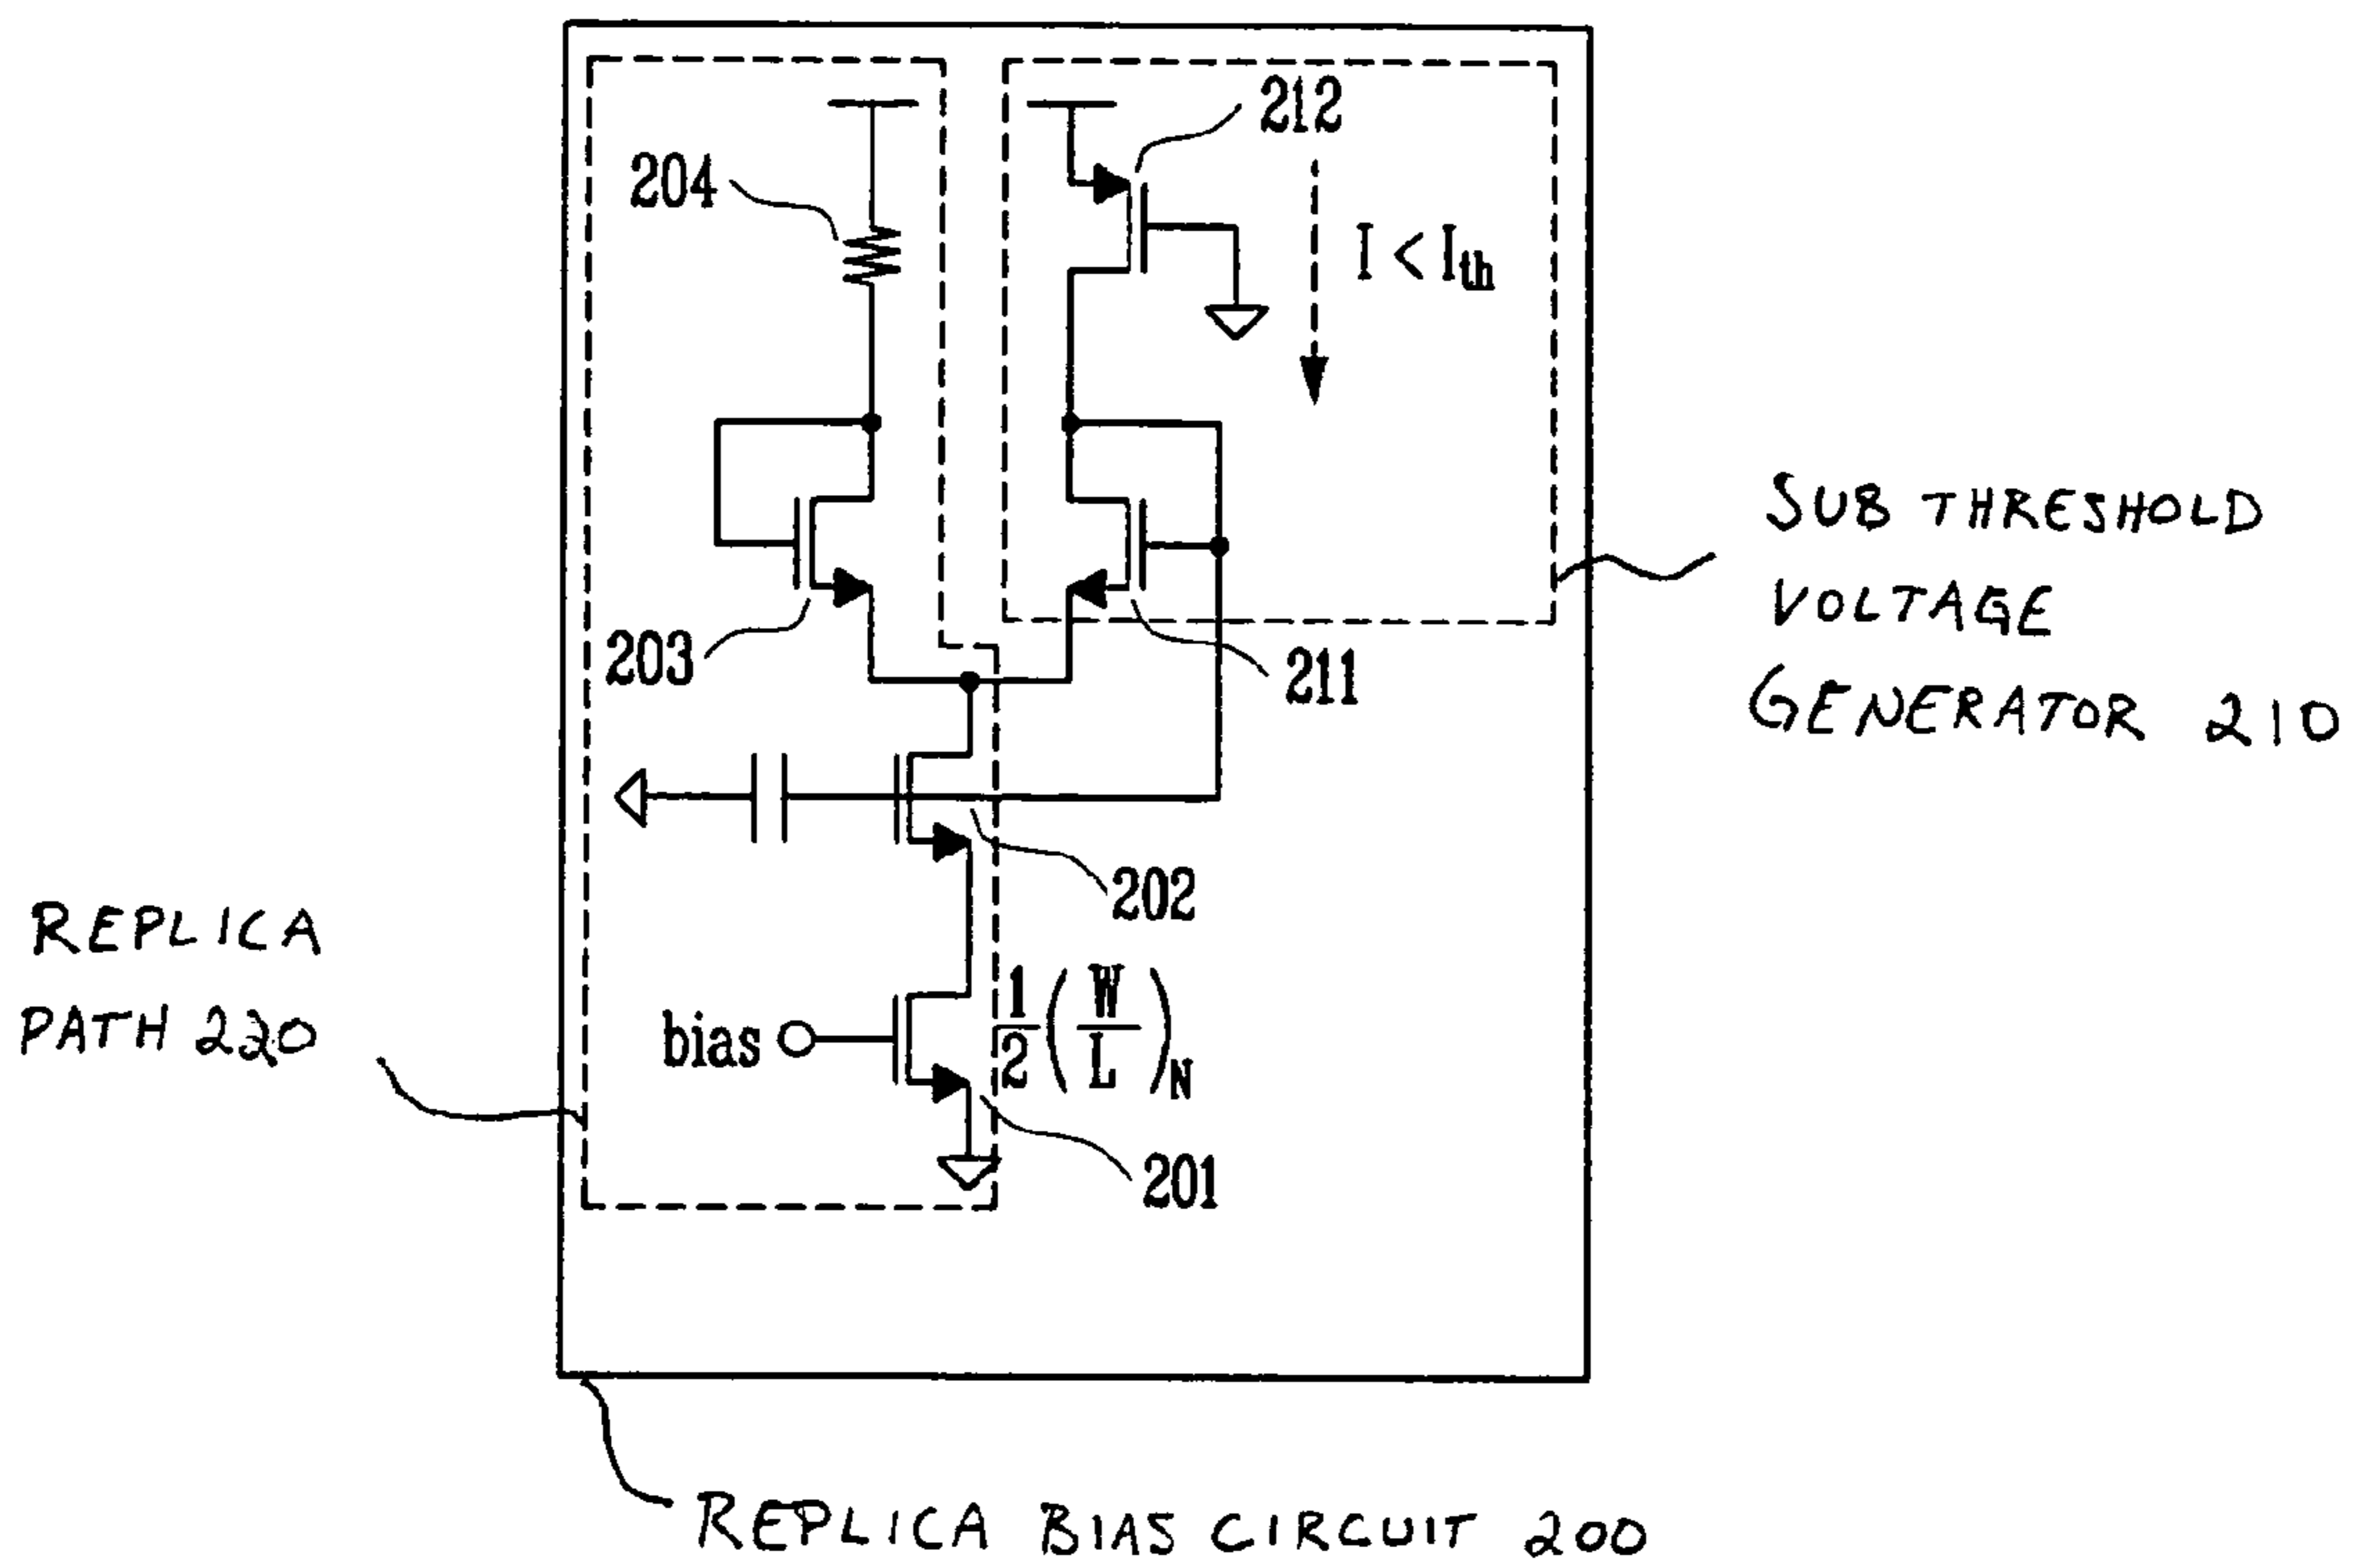 212
204
I < Ith
SUB THRESHOLD
VOLTAGE
GENERATOR 210
203
211
202
REPLICA
PATH 220
bias
1/2 (W/L)N
201
REPLICA BIAS CIRCUIT 200